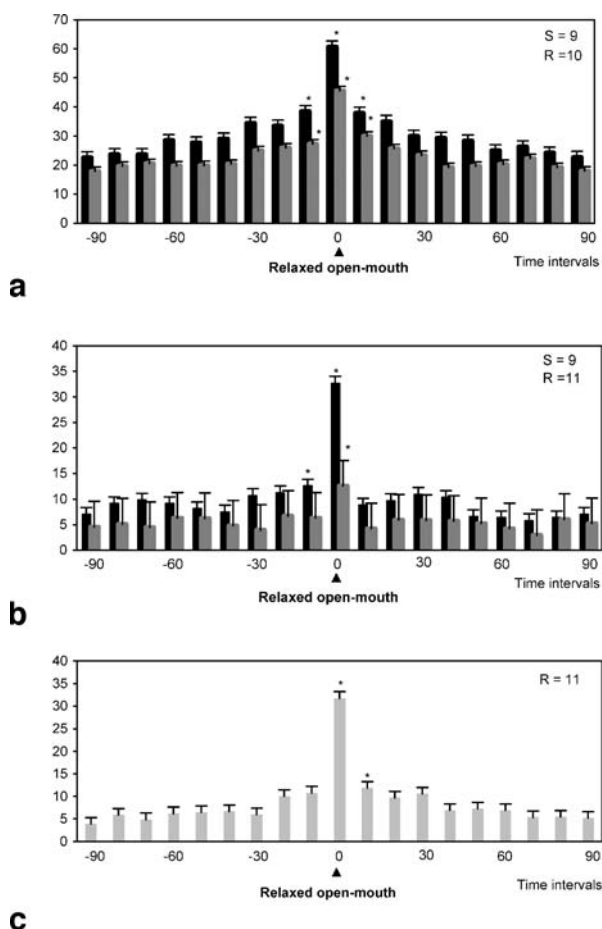 70
60
50
40
30
20
10
0
S = 9
R = 10
* * * * * *
-90 -60 -30 0 30 60 90
▲
Relaxed open-mouth
Time intervals
a
40
35
30
25
20
15
10
5
0
S = 9
R =11
* * *
-90 -60 -30 0 30 60 90
▲
Relaxed open-mouth
Time intervals
b
40
35
30
25
20
15
10
5
0
R = 11
* *
-90 -60 -30 0 30 60 90
▲
Relaxed open-mouth
Time intervals
c